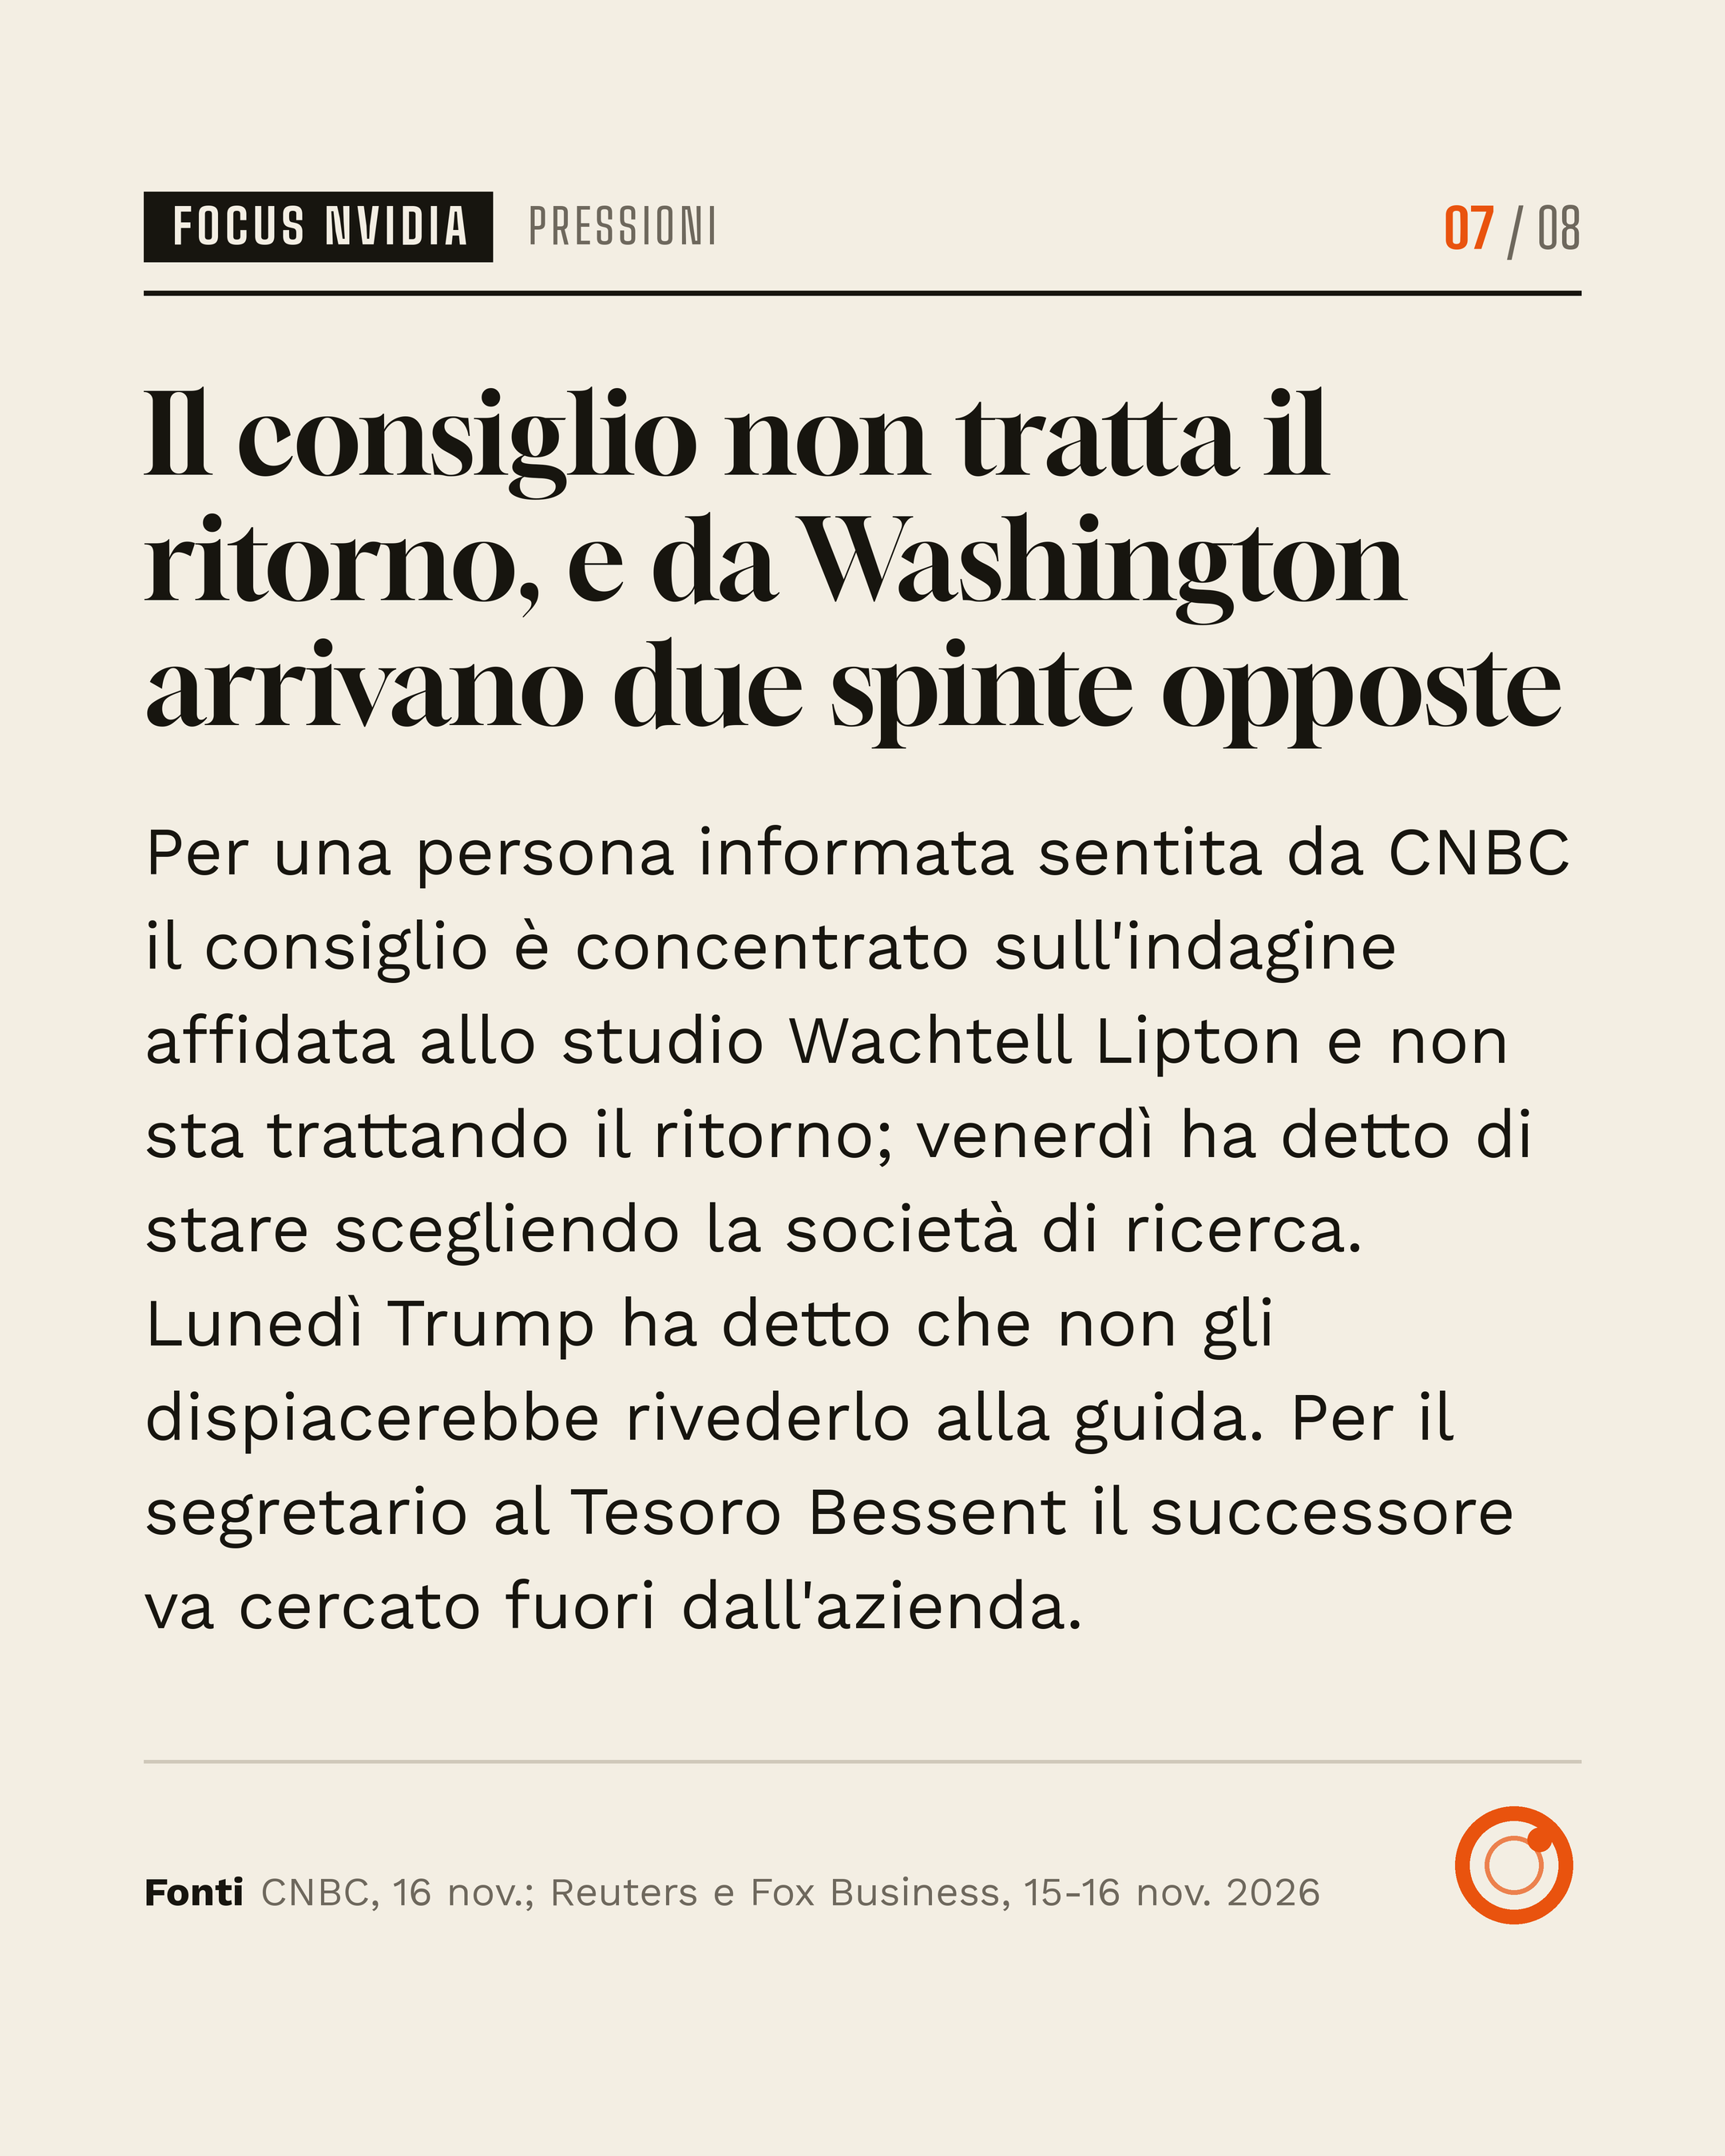 FOCUS NVIDIA PRESSIONI 07 / 08
Il consiglio non tratta il
ritorno, e da Washington
arrivano due spinte opposte
Per una persona informata sentita da CNBC
il consiglio è concentrato sull'indagine
affidata allo studio Wachtell Lipton e non
sta trattando il ritorno; venerdì ha detto di
stare scegliendo la società di ricerca.
Lunedì Trump ha detto che non gli
dispiacerebbe rivederlo alla guida. Per il
segretario al Tesoro Bessent il successore
va cercato fuori dall'azienda.
Fonti CNBC, 16 nov.; Reuters e Fox Business, 15-16 nov. 2026